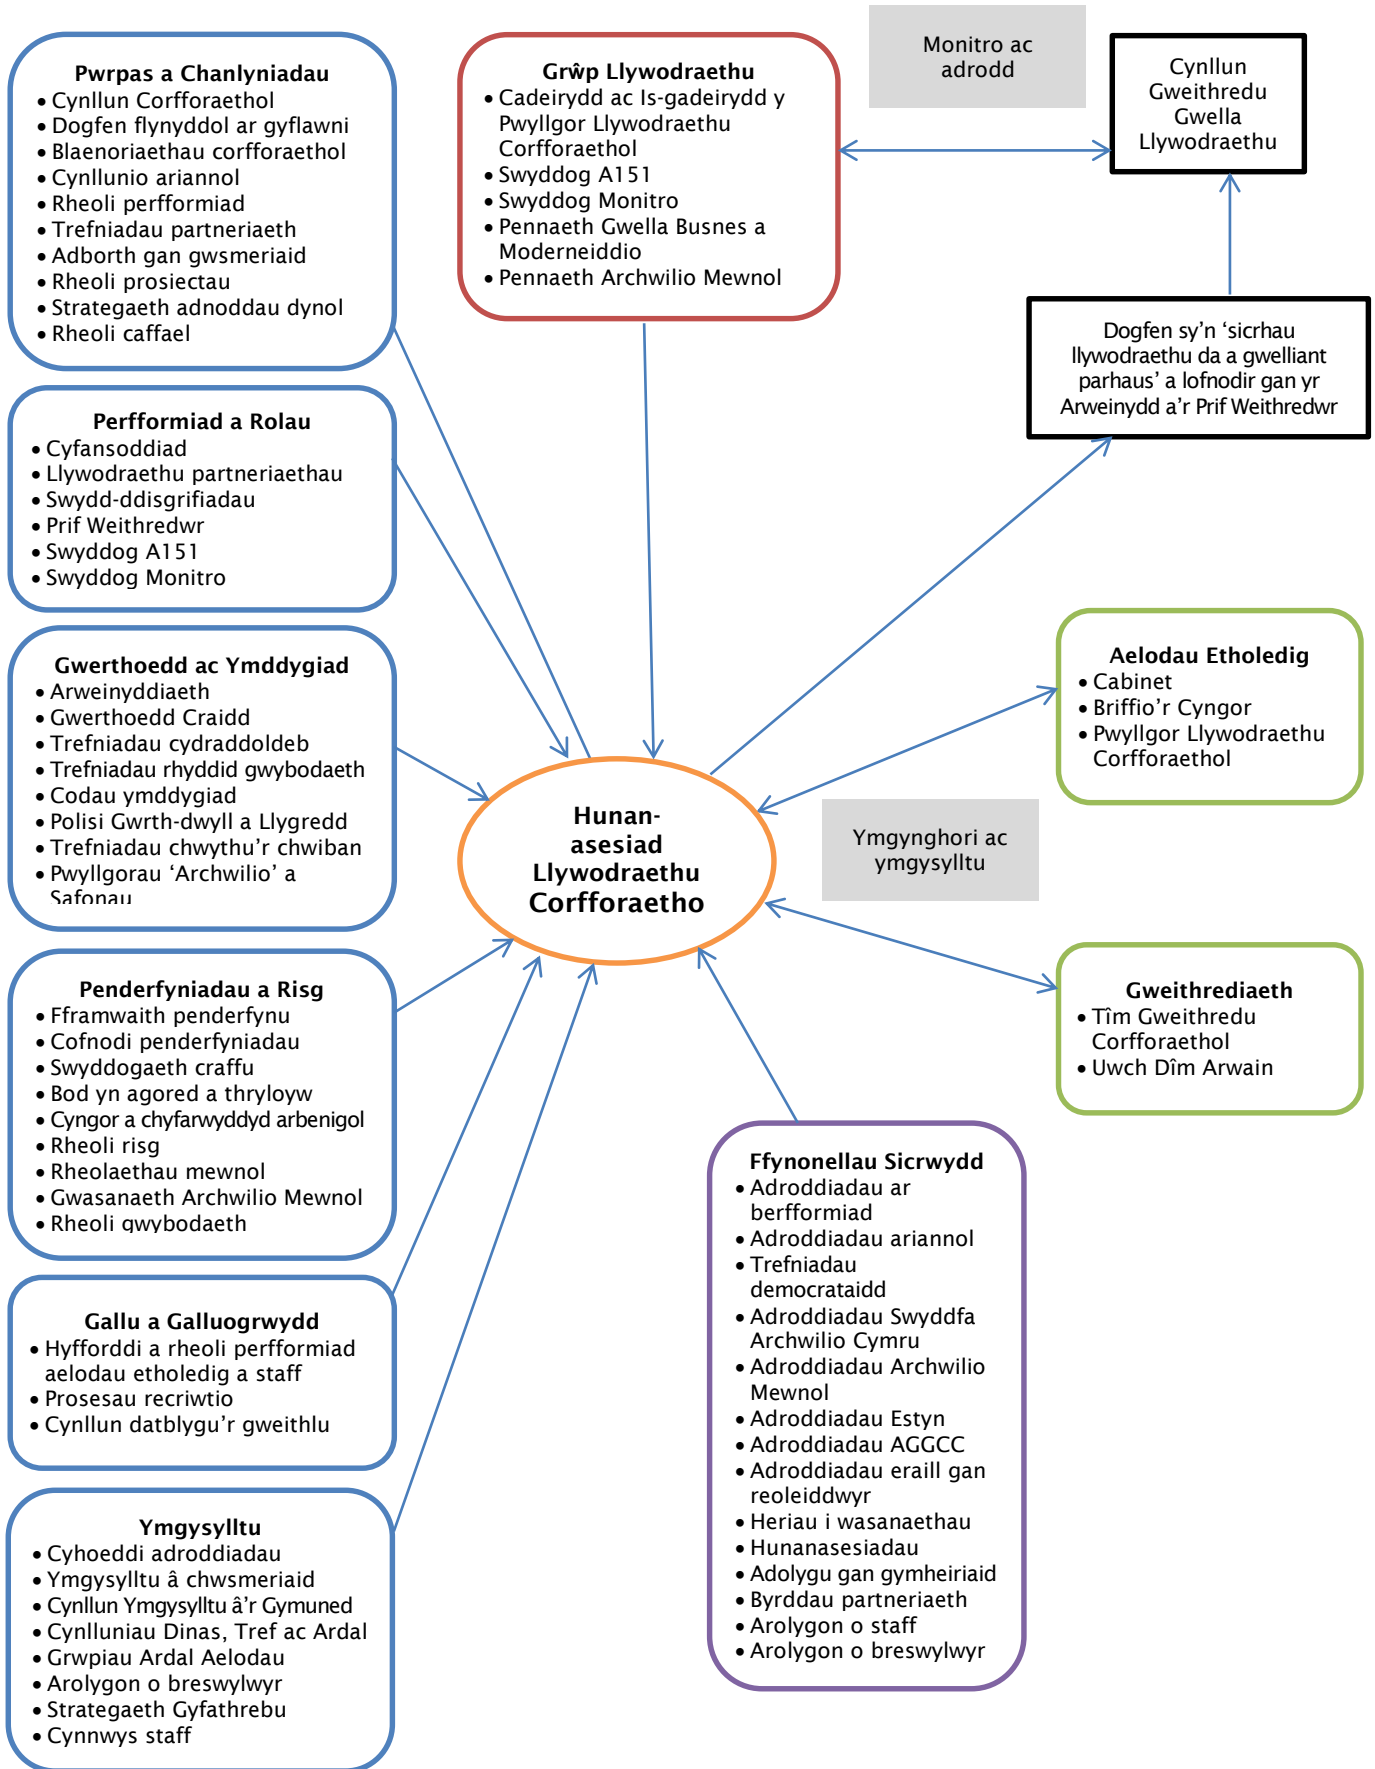 Pwrpas a Chanlyniadau
• Cynllun Corfforaethol
• Dogfen flynyddol ar gyflawni
• Blaenoriaethau corfforaethol
• Cynllunio ariannol
• Rheoli perfformiad
• Trefniadau partneriaeth
• Adborth gan gwsmeriaid
• Rheoli prosiectau
• Strategaeth adnoddau dynol
• Rheoli caffael
Perfformiad a Rolau
• Cyfansoddiad
• Llywodraethu partneriaethau
• Swydd-ddisgrifiadau
• Prif Weithredwr
• Swyddog A151
• Swyddog Monitro
Gwerthoedd ac Ymddygiad
• Arweinyddiaeth
• Gwerthoedd Craidd
• Trefniadau cydraddoldeb
• Trefniadau rhyddid gwybodaeth
• Codau ymddygiad
• Polisi Gwrth-dwyll a Llygredd
• Trefniadau chwythu’r chwiban
• Pwyllgorau ‘Archwilio’ a
Safonau
Penderfyniadau a Risg
• Fframwaith penderfynu
• Cofnodi penderfyniadau
• Swyddogaeth craffu
• Bod yn agored a thryloyw
• Cyngor a chyfarwyddyd arbenigol
• Rheoli risg
• Rheolaethau mewnol
• Gwasanaeth Archwilio Mewnol
• Rheoli gwybodaeth
Gallu a Galluogrwydd
• Hyfforddi a rheoli perfformiad
aelodau etholedig a staff
• Prosesau recriwtio
• Cynllun datblygu’r gweithlu
Ymgysylltu
• Cyhoeddi adroddiadau
• Ymgysylltu â chwsmeriaid
• Cynllun Ymgysylltu â’r Gymuned
• Cynlluniau Dinas, Tref ac Ardal
• Grwpiau Ardal Aelodau
• Arolygon o breswylwyr
• Strategaeth Gyfathrebu
• Cynnwys staff
Grŵp Llywodraethu
• Cadeirydd ac Is-gadeirydd y
Pwyllgor Llywodraethu
Corfforaethol
• Swyddog A151
• Swyddog Monitro
• Pennaeth Gwella Busnes a
Moderneiddio
• Pennaeth Archwilio Mewnol
Monitro ac
adrodd
Cynllun
Gweithredu
Gwella
Llywodraethu
Dogfen sy’n ‘sicrhau
llywodraethu da a gwelliant
parhaus’ a lofnodir gan yr
Arweinydd a’r Prif Weithredwr
Hunan-
asesiad
Llywodraethu
Corfforaetho
Aelodau Etholedig
• Cabinet
• Briffio’r Cyngor
• Pwyllgor Llywodraethu
Corfforaethol
Ymgynghori ac
ymgysylltu
Gweithrediaeth
• Tîm Gweithredu
Corfforaethol
• Uwch Dîm Arwain
Ffynonellau Sicrwydd
• Adroddiadau ar
berfformiad
• Adroddiadau ariannol
• Trefniadau
democrataidd
• Adroddiadau Swyddfa
Archwilio Cymru
• Adroddiadau Archwilio
Mewnol
• Adroddiadau Estyn
• Adroddiadau AGGCC
• Adroddiadau eraill gan
reoleiddwyr
• Heriau i wasanaethau
• Hunanasesiadau
• Adolygu gan gymheiriaid
• Byrddau partneriaeth
• Arolygon o staff
• Arolygon o breswylwyr